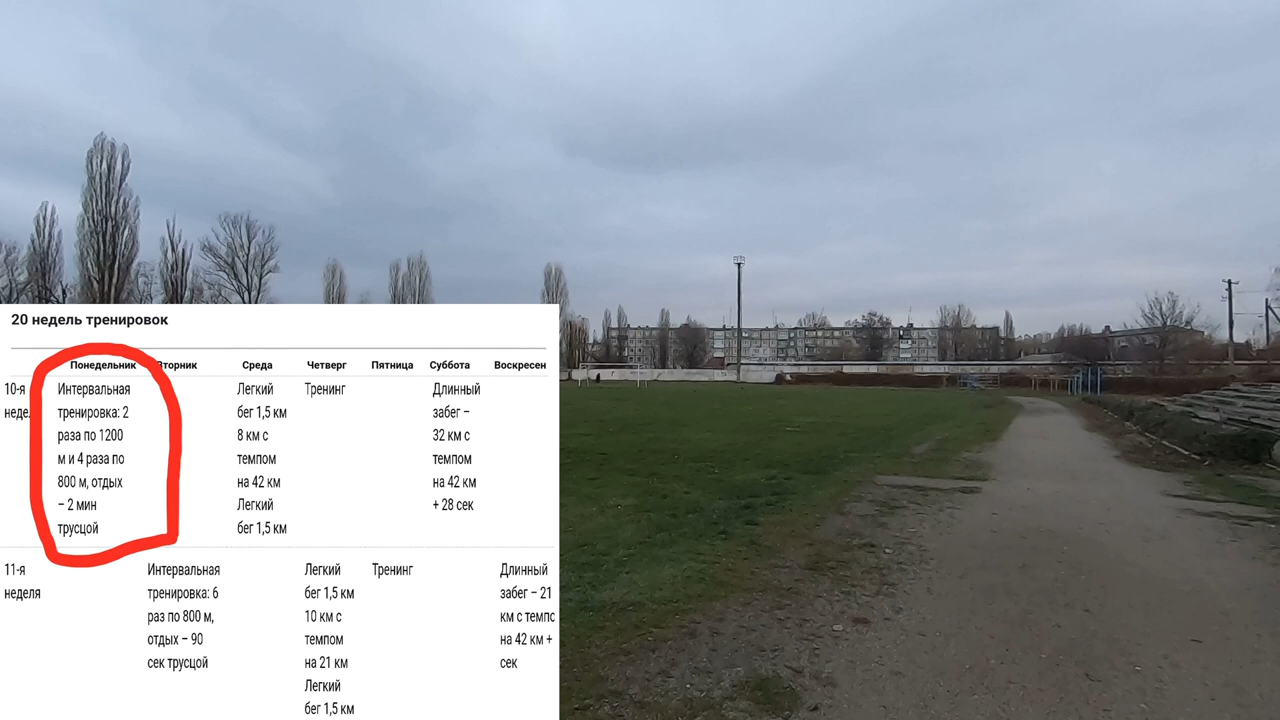 20 недель тренировок
Понедельник Вторник Среда Четверг Пятница Суббота Воскресен
10-я Интервальная Легкий Тренинг Длинный
неде тренировка: 2 бег 1,5 км забег –
раза по 1200 8 км с 32 км с
м и 4 раза по темпом темпом
800 м, отдых на 42 км на 42 км
– 2 мин Легкий + 28 сек
трусцой бег 1,5 км
11-я Интервальная Легкий Тренинг Длинный
неделя тренировка: 6 бег 1,5 км забег – 21
раз по 800 м, 10 км с км с темпо
отдых – 90 темпом на 42 км +
сек трусцой на 21 км сек
Легкий
бег 1,5 км